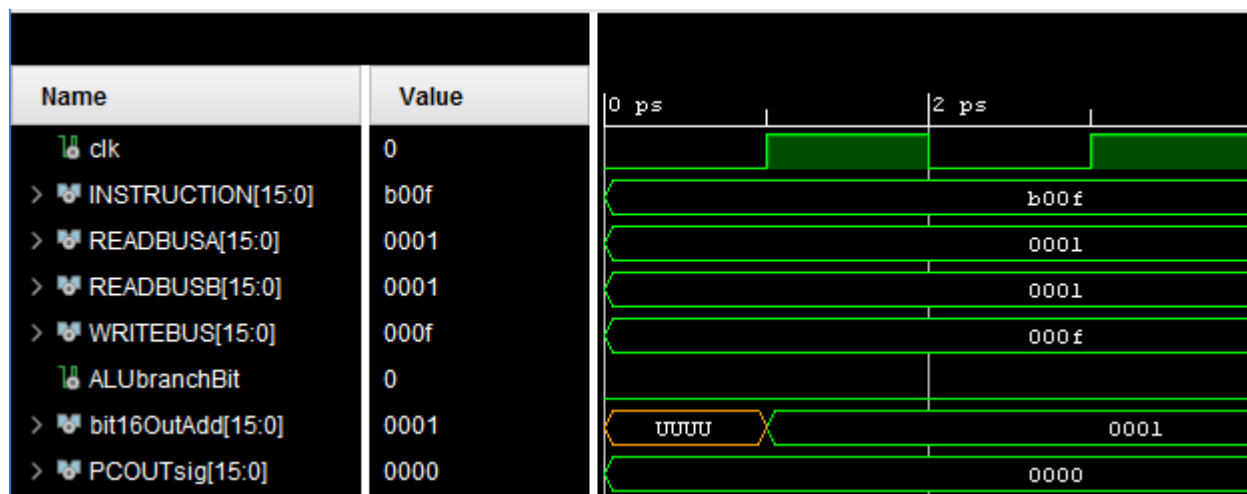 Name Value 0 ps 2 ps
clk 0
> INSTRUCTION[15:0] b00f b00f
> READBUSA[15:0] 0001 0001
> READBUSB[15:0] 0001 0001
> WRITEBUS[15:0] 000f 000f
ALUbranchBit 0
> bit16OutAdd[15:0] 0001 UUUU 0001
> PCOUTsig[15:0] 0000 0000